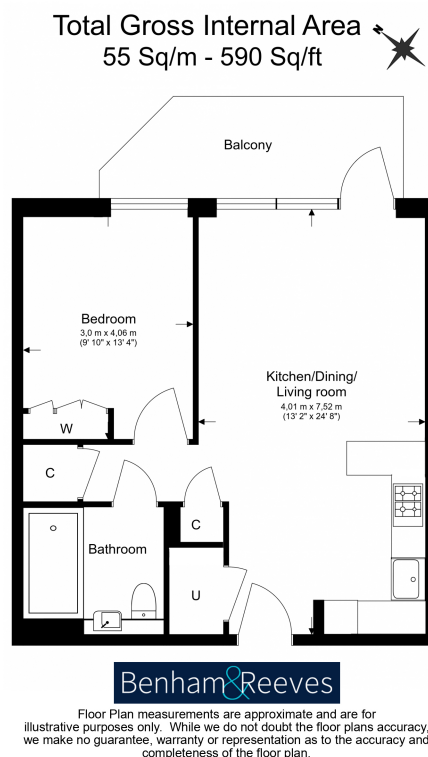 Total Gross Internal Area
55 Sq/m - 590 Sq/ft
N
Balcony
Bedroom
3,0 m x 4,06 m
(9' 10" x 13' 4")
Kitchen/Dining/
Living room
4,01 m x 7,52 m
(13' 2" x 24' 8")
W
C
C
Bathroom
U
Benham&Reeves
Floor Plan measurements are approximate and are for
illustrative purposes only. While we do not doubt the floor plans accuracy,
we make no guarantee, warranty or representation as to the accuracy and
completeness of the floor plan.